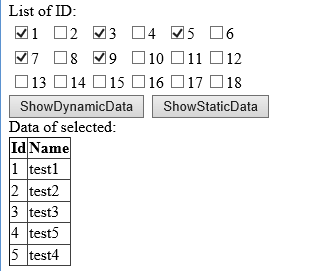 List of ID:
1 2 3 4 5 6
7 8 9 10 11 12
13 14 15 16 17 18
ShowDynamicData ShowStaticData
Data of selected:
Id Name
1 test1
2 test2
3 test3
4 test5
5 test4